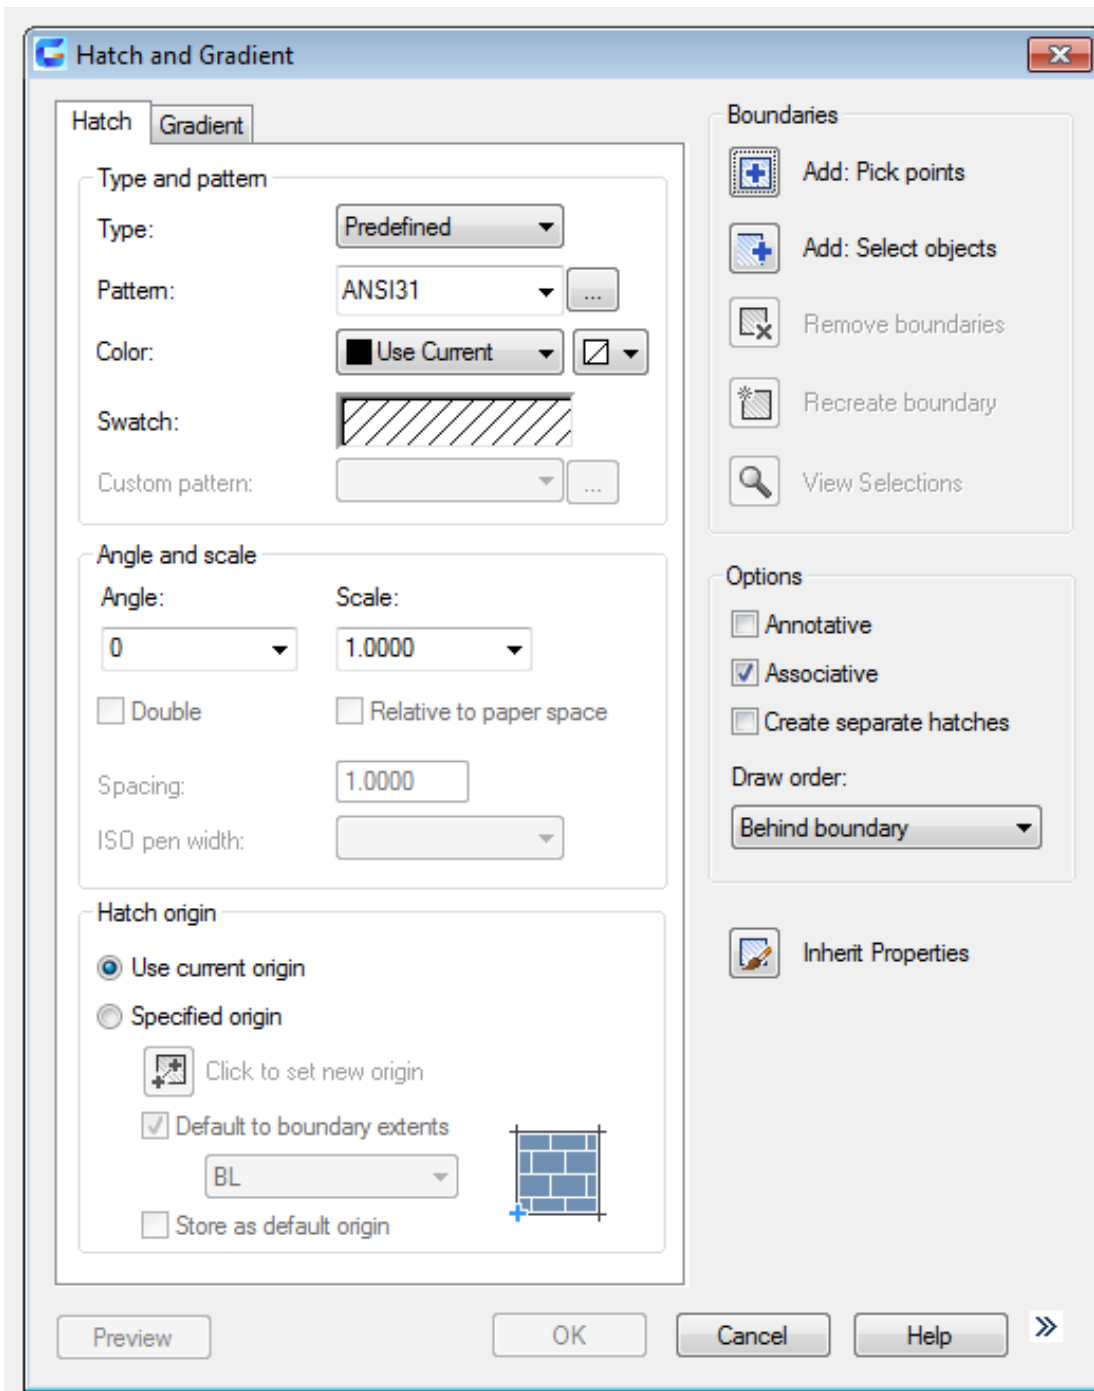 Hatch and Gradient
Hatch
Gradient
Type and pattern
Type:
Predefined
Pattern:
ANSI31
...
Color:
Use Current
Swatch:
Custom pattern:
...
Angle and scale
Angle:
Scale:
0
1.0000
Double
Relative to paper space
Spacing:
1.0000
ISO pen width:
Hatch origin
Use current origin
Specified origin
Click to set new origin
Default to boundary extents
BL
Store as default origin
Boundaries
Add: Pick points
Add: Select objects
Remove boundaries
Recreate boundary
View Selections
Options
Annotative
Associative
Create separate hatches
Draw order:
Behind boundary
Inherit Properties
Preview
OK
Cancel
Help